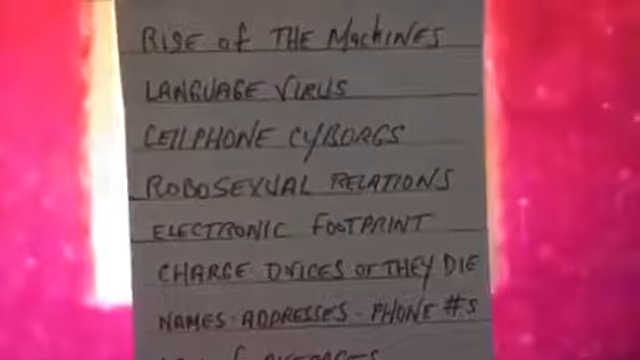 RISE of THE MACHINES
LANGUAGE VIRUS
CELLPHONE CYBORGS
ROBOSEXUAL RELATIONS
ELECTRONIC FOOTPRINT
CHARGE DVICES or THEY DIE
NAMES - ADDRESSES - PHONE #s